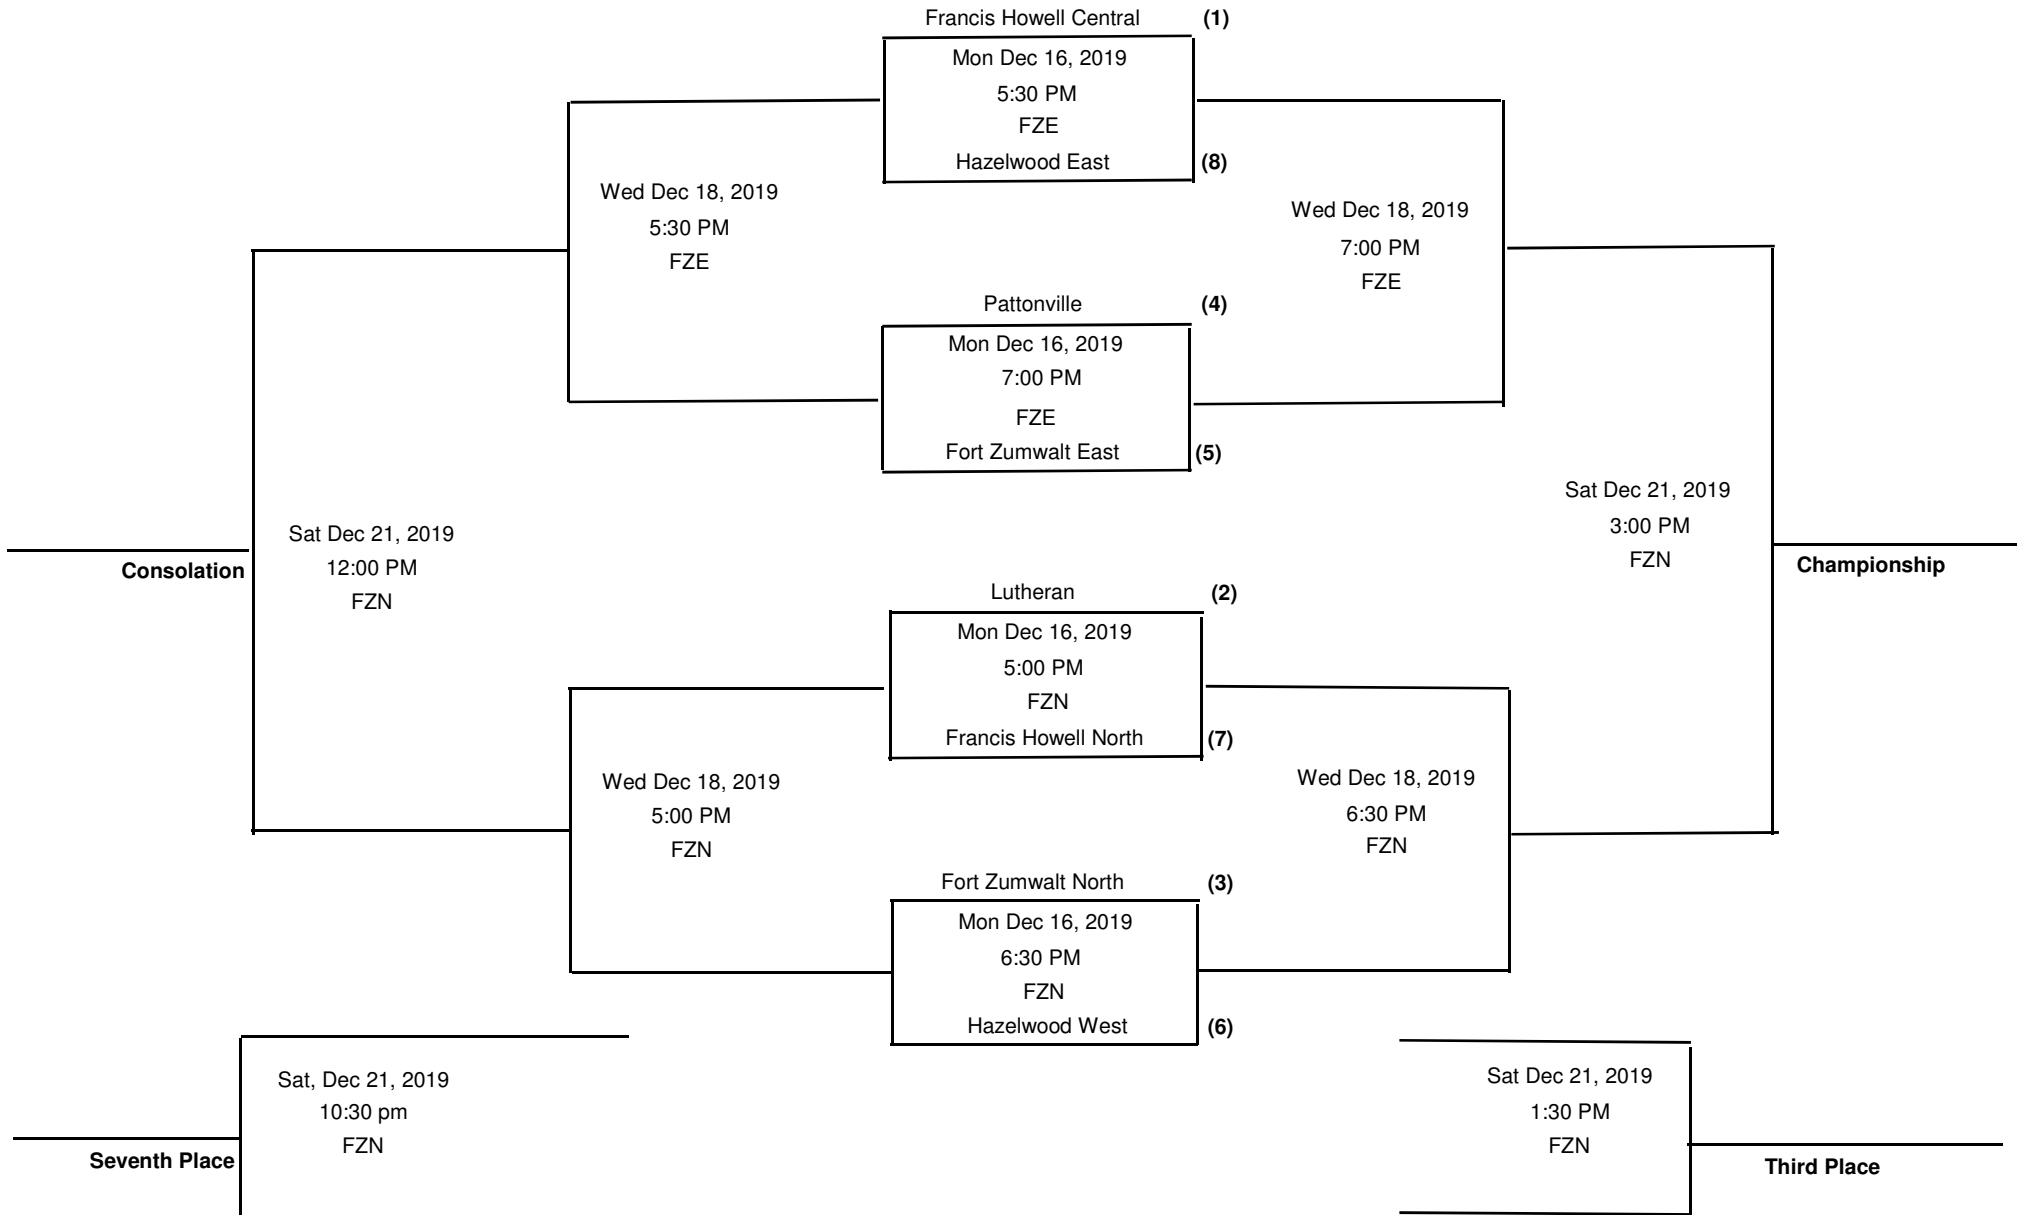 Francis Howell Central (1)
Mon Dec 16, 2019
5:30 PM
FZE
Hazelwood East (8)
Wed Dec 18, 2019
5:30 PM
FZE
Wed Dec 18, 2019
7:00 PM
FZE
Pattonville (4)
Mon Dec 16, 2019
7:00 PM
FZE
Fort Zumwalt East (5)
Sat Dec 21, 2019
12:00 PM
FZN
Consolation
Sat Dec 21, 2019
3:00 PM
FZN
Championship
Lutheran (2)
Mon Dec 16, 2019
5:00 PM
FZN
Francis Howell North (7)
Wed Dec 18, 2019
5:00 PM
FZN
Wed Dec 18, 2019
6:30 PM
FZN
Fort Zumwalt North (3)
Mon Dec 16, 2019
6:30 PM
FZN
Hazelwood West (6)
Sat, Dec 21, 2019
10:30 pm
FZN
Seventh Place
Sat Dec 21, 2019
1:30 PM
FZN
Third Place